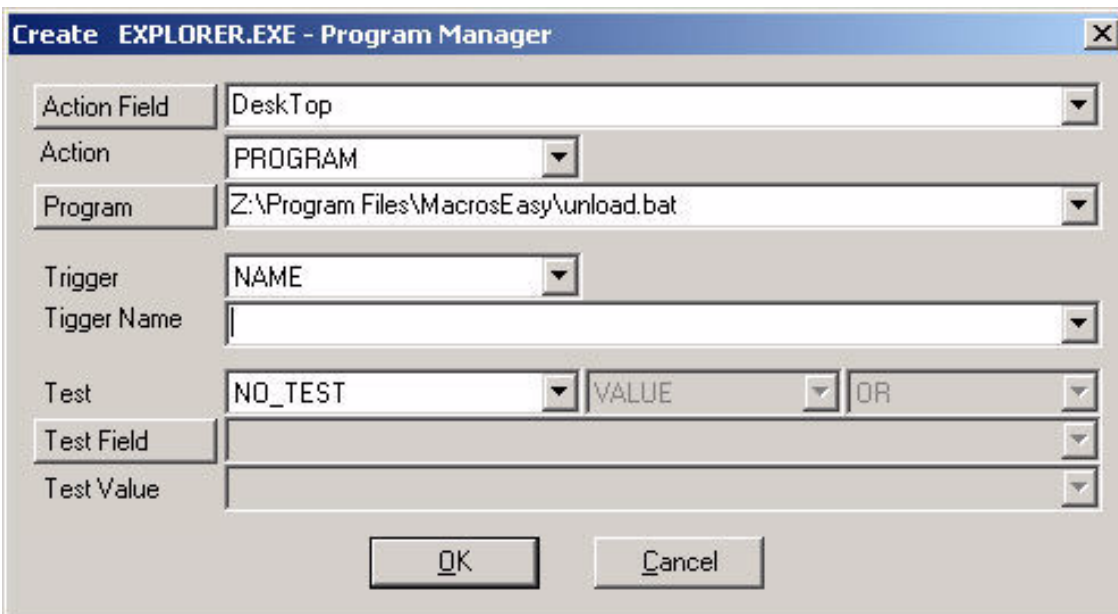 Create EXPLORER.EXE - Program Manager
Action Field DeskTop
Action PROGRAM
Program Z:\Program Files\MacrosEasy\unload.bat
Trigger NAME
Tigger Name
Test NO_TEST VALUE OR
Test Field
Test Value
OK Cancel